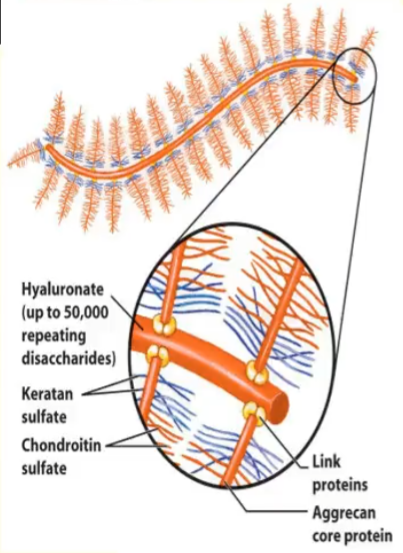 Hyaluronate
(up to 50,000
repeating
disaccharides)
Keratan
sulfate
Chondroitin
sulfate
Link
proteins
Aggrecan
core protein